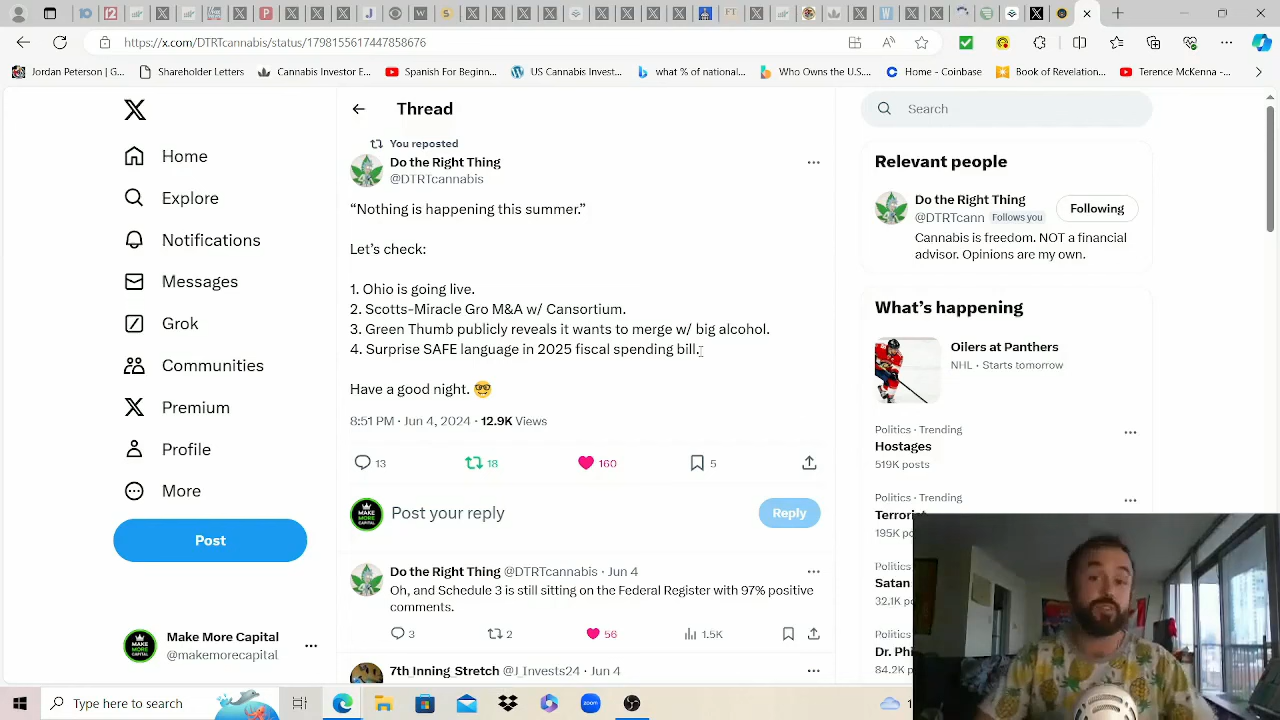 https://x.com/DTRTcannabis/status/1798155617447858676
Jordan Peterson | G...
Shareholder Letters
Cannabis Investor E...
Spanish For Beginn...
US Cannabis Invest...
what % of national...
Who Owns the U.S...
Home - Coinbase
Book of Revelation...
Terence McKenna -...
Home
Explore
Notifications
Messages
Grok
Communities
Premium
Profile
More
Post
Make More Capital
@makemorecapital
Thread
You reposted
Do the Right Thing
@DTRTcannabis
“Nothing is happening this summer.”
Let’s check:
1. Ohio is going live.
2. Scotts-Miracle Gro M&A w/ Cansortium.
3. Green Thumb publicly reveals it wants to merge w/ big alcohol.
4. Surprise SAFE language in 2025 fiscal spending bill.
Have a good night. 🤓
8:51 PM · Jun 4, 2024 · 12.9K Views
13
18
160
5
MAKE MORE CAPITAL
Post your reply
Reply
Do the Right Thing @DTRTcannabis · Jun 4
Oh, and Schedule 3 is still sitting on the Federal Register with 97% positive
comments.
3
2
56
1.5K
7th_Inning_Stretch @J_Invests24 · Jun 4
Search
Relevant people
Do the Right Thing
@DTRTcann
Follows you
Following
Cannabis is freedom. NOT a financial
advisor. Opinions are my own.
What’s happening
Oilers at Panthers
NHL · Starts tomorrow
Politics · Trending
Hostages
519K posts
Politics · Trending
195K po
Satan
32.1K po
Dr. Phi
84.2K p
Type here to search
zoom